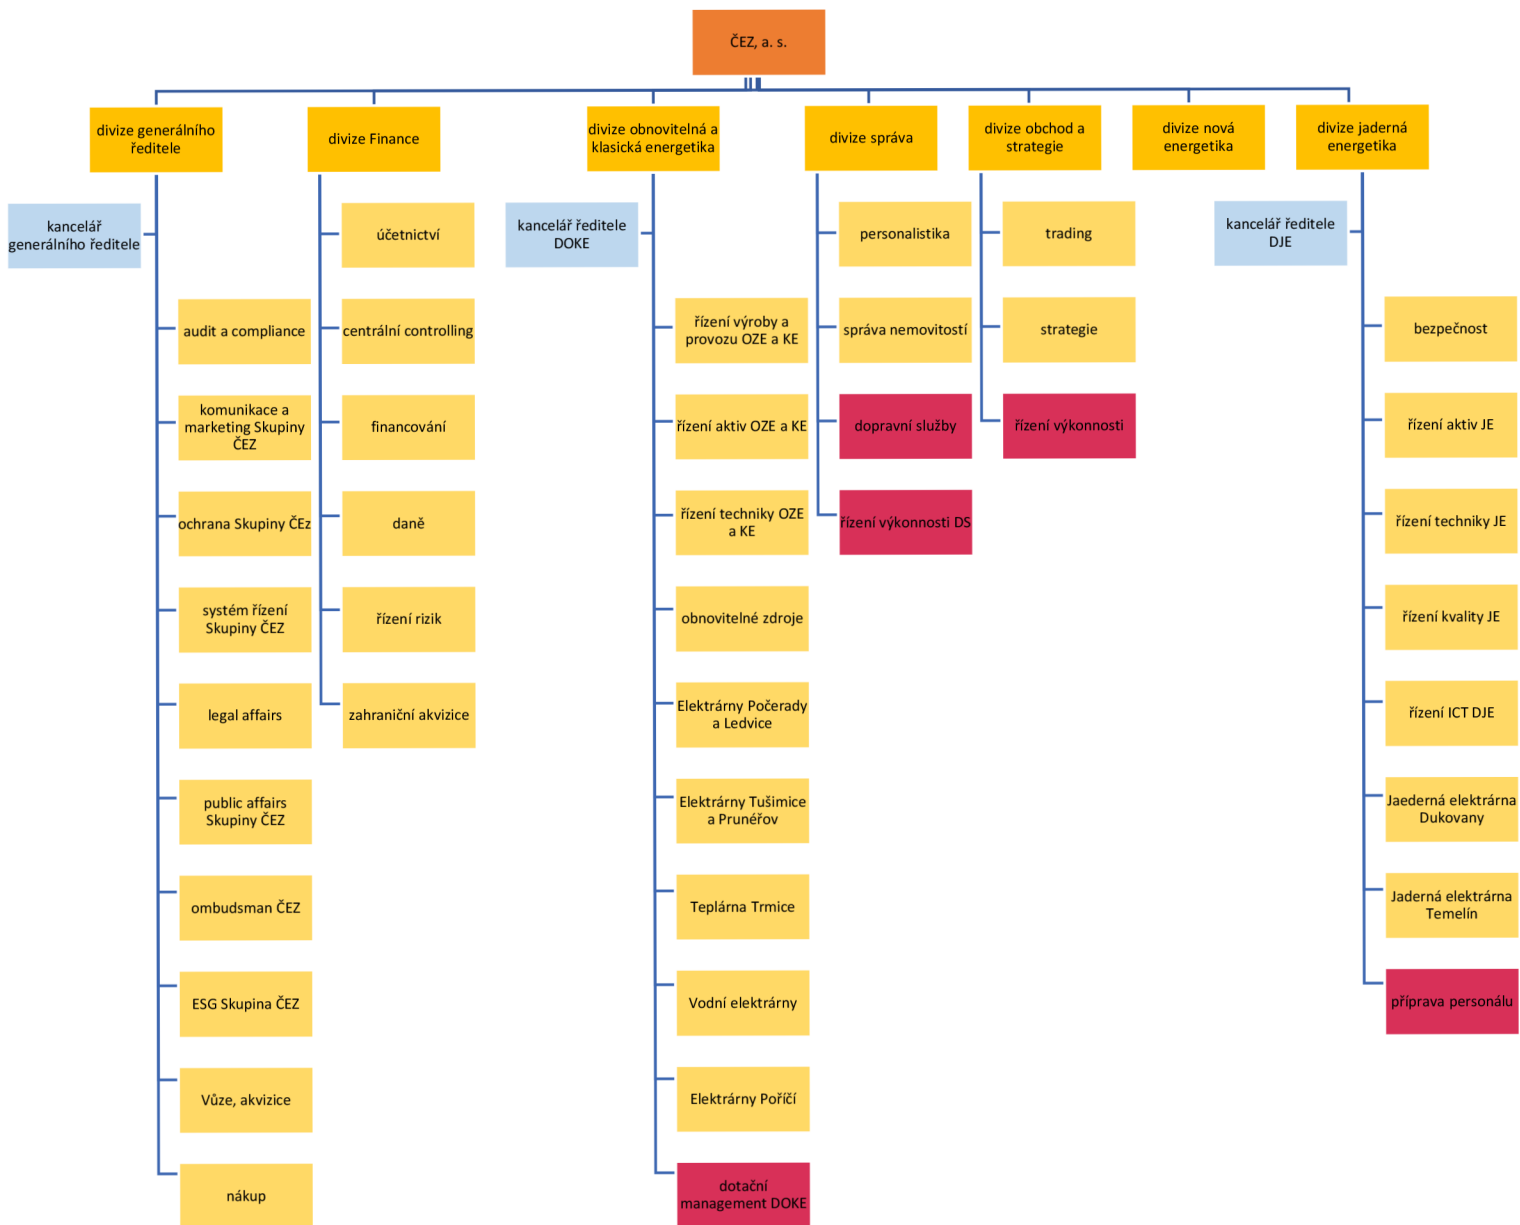 ČEZ, a. s.
divize generálního
ředitele
divize Finance
divize obnovitelná a
klasická energetika
divize správa
divize obchod a
strategie
divize nová
energetika
divize jaderná
energetika
kancelář
generálního ředitele
audit a compliance
komunikace a
marketing Skupiny
ČEZ
ochrana Skupiny ČEz
systém řízení
Skupiny ČEZ
legal affairs
public affairs
Skupiny ČEZ
ombudsman ČEZ
ESG Skupina ČEZ
Vůze, akvizice
nákup
účetnictví
centrální controlling
financování
daně
řízení rizik
zahraniční akvizice
kancelář ředitele
DOKE
řízení výroby a
provozu OZE a KE
řízení aktiv OZE a KE
řízení techniky OZE
a KE
obnovitelné zdroje
Elektrárny Počerady
a Ledvice
Elektrárny Tušimice
a Prunéřov
Teplárna Trmice
Vodní elektrárny
Elektrárny Poříčí
dotační
management DOKE
personalistika
správa nemovitostí
dopravní služby
řízení výkonnosti DS
trading
strategie
řízení výkonnosti
kancelář ředitele
DJE
bezpečnost
řízení aktiv JE
řízení techniky JE
řízení kvality JE
řízení ICT DJE
Jaederná elektrárna
Dukovany
Jaderná elektrárna
Temelín
příprava personálu